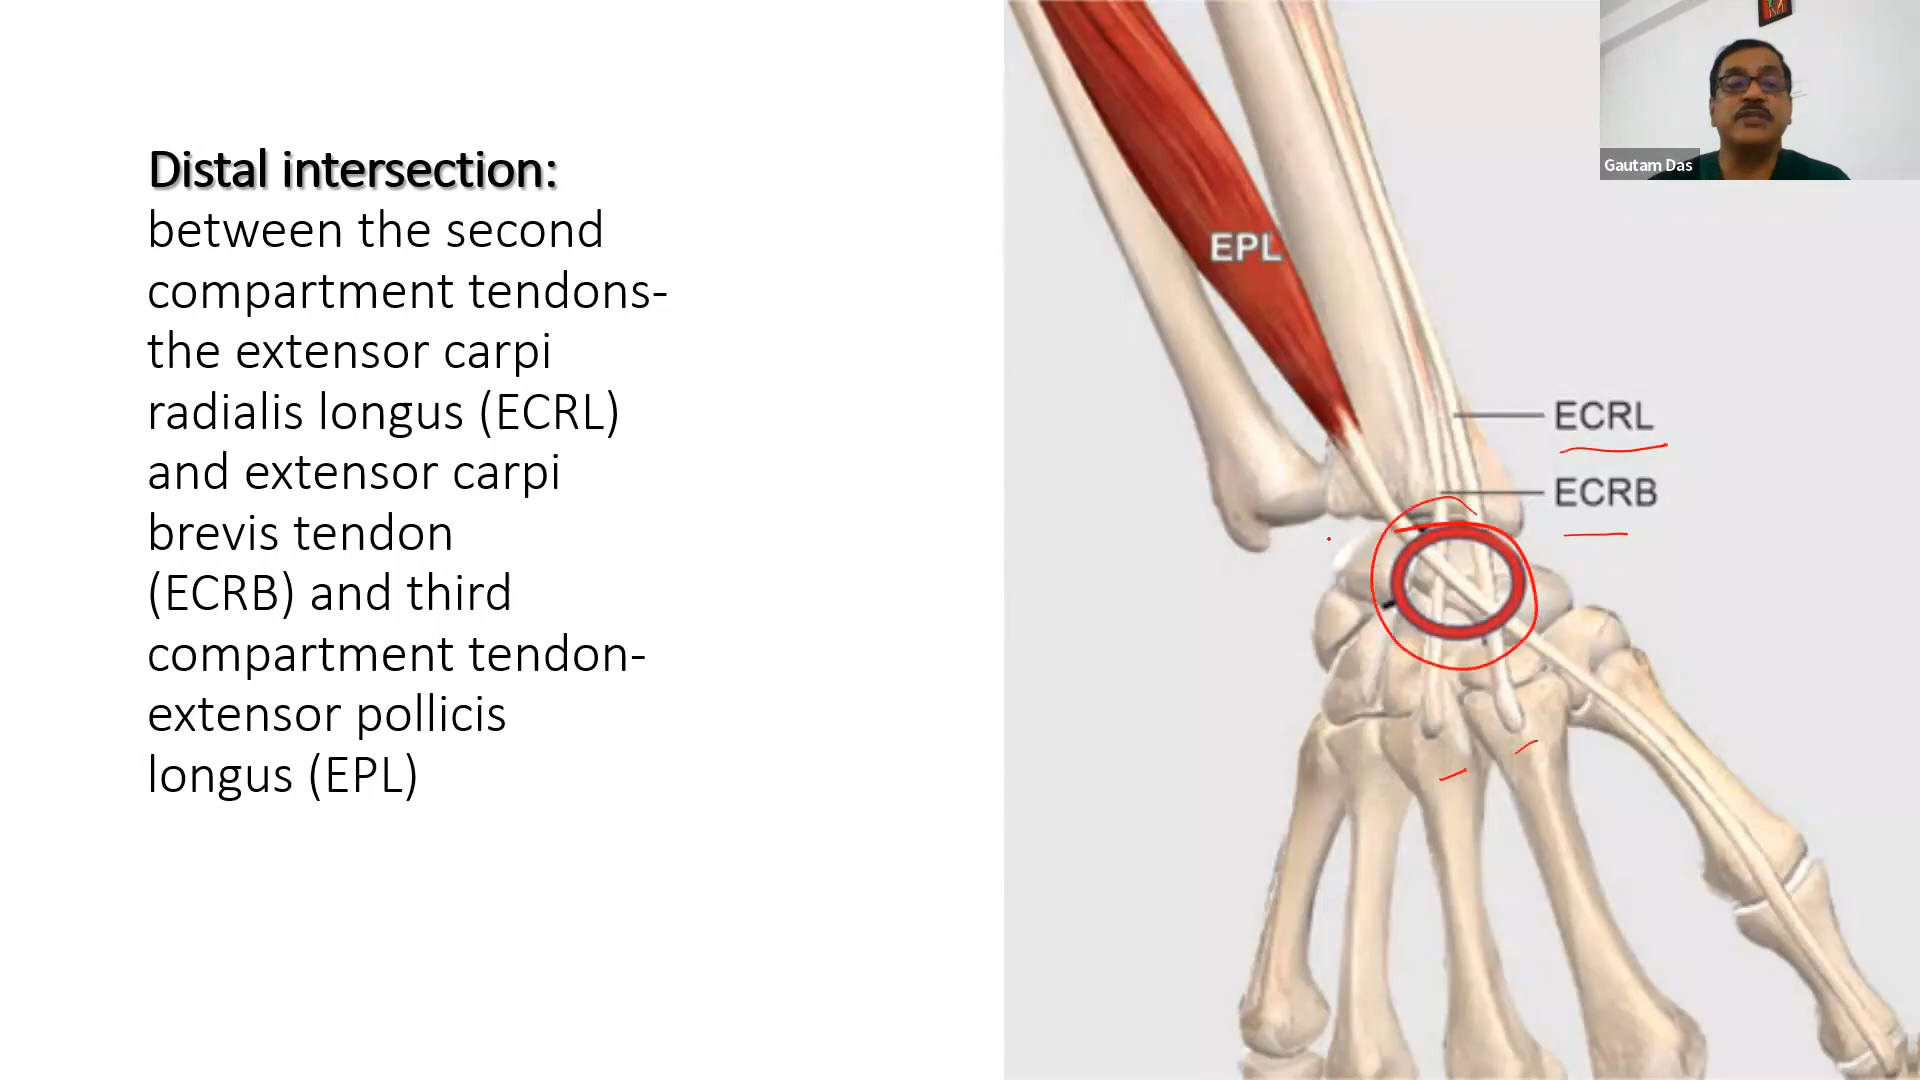 Distal intersection:
between the second
compartment tendons-
the extensor carpi
radialis longus (ECRL)
and extensor carpi
brevis tendon
(ECRB) and third
compartment tendon-
extensor pollicis
longus (EPL)
EPL
ECRL
ECRB
Gautam Das